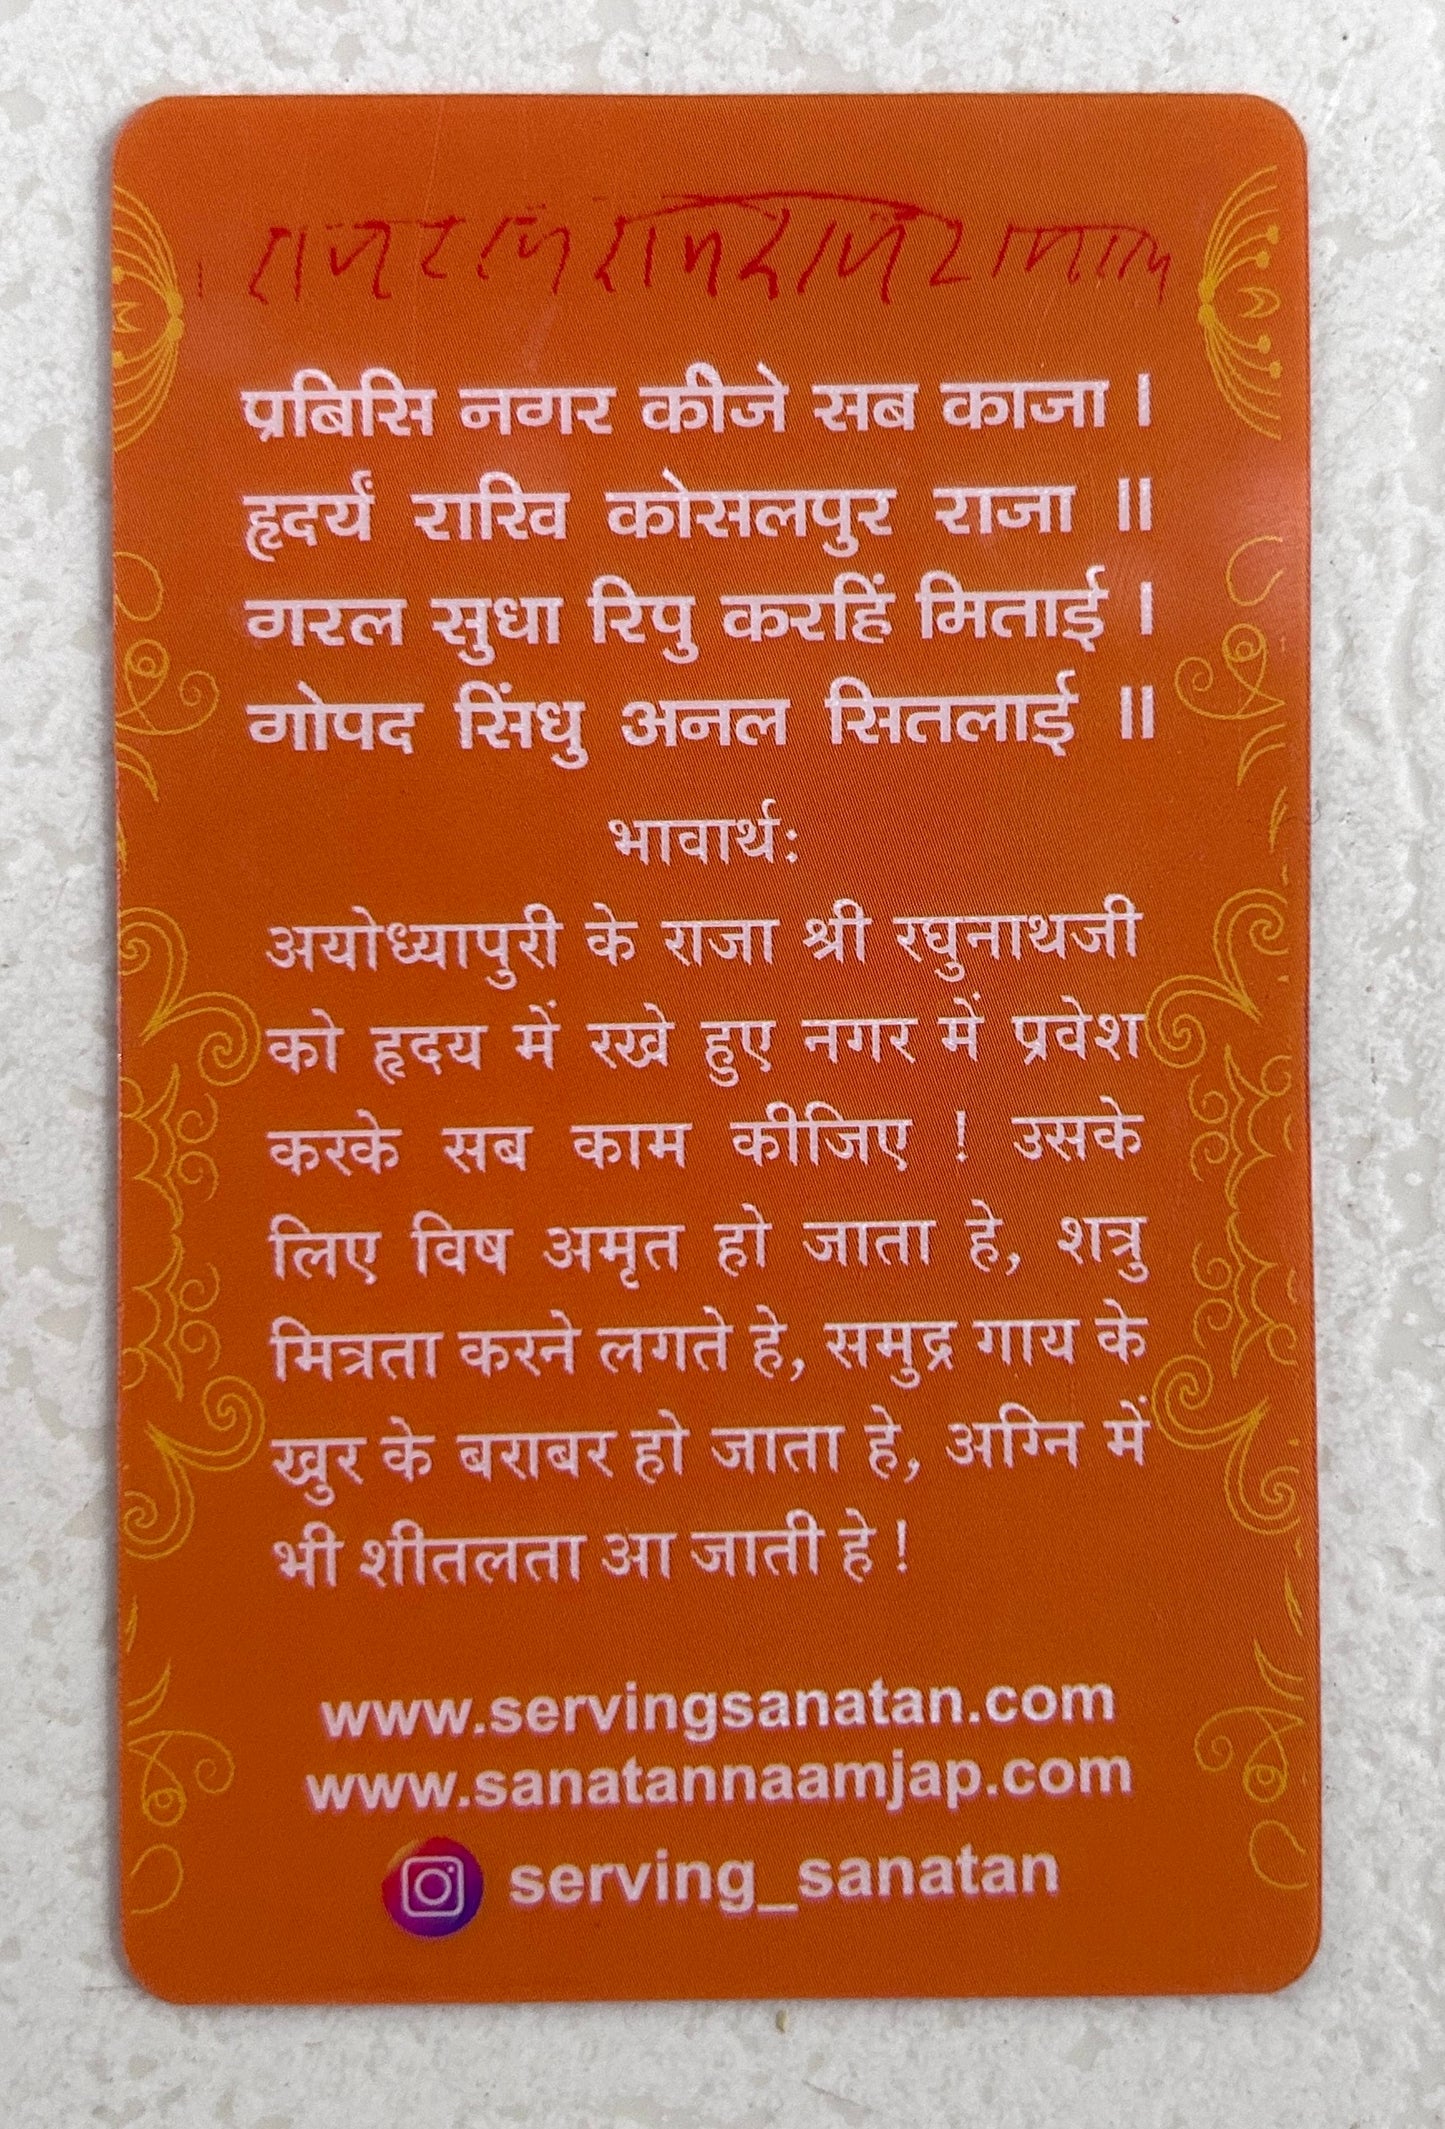 प्रबिसि नगर कीजे सब काजा ।
हृदयँ राखि कोसलपुर राजा ॥
गरल सुधा रिपु करहिं मिताई ।
गोपद सिंधु अनल सितलाई ॥
भावार्थ:
अयोध्यापुरी के राजा श्री रघुनाथजी
को हृदय में रखे हुए नगर में प्रवेश
करके सब काम कीजिए ! उसके
लिए विष अमृत हो जाता हे, शत्रु
मित्रता करने लगते हे, समुद्र गाय के
खुर के बराबर हो जाता हे, अग्नि में
भी शीतलता आ जाती हे !
www.servingsanatan.com
www.sanatannaamjap.com
serving_sanatan